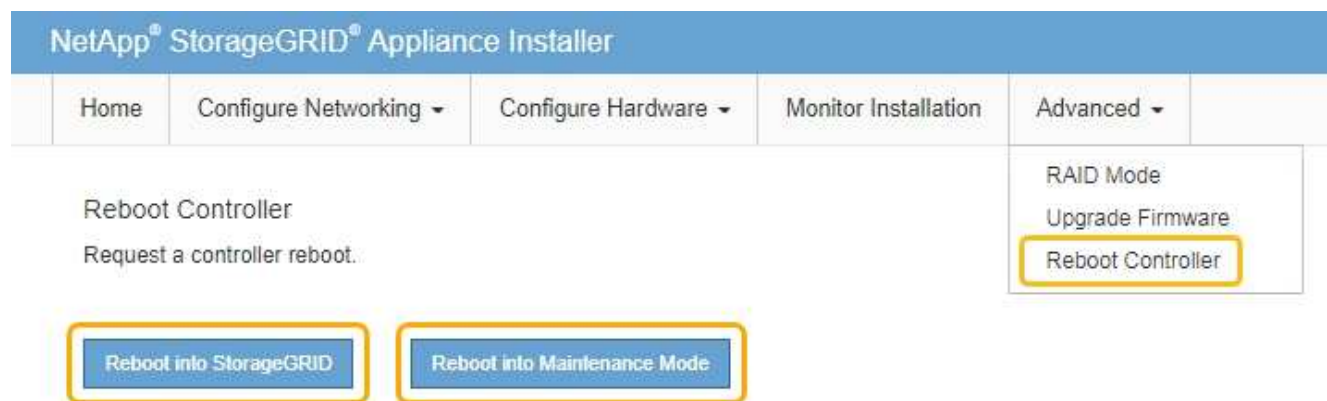 NetApp® StorageGRID® Appliance Installer
Home Configure Networking Configure Hardware Monitor Installation Advanced
RAID Mode
Upgrade Firmware
Reboot Controller
Reboot Controller
Request a controller reboot.
Reboot into StorageGRID Reboot into Maintenance Mode